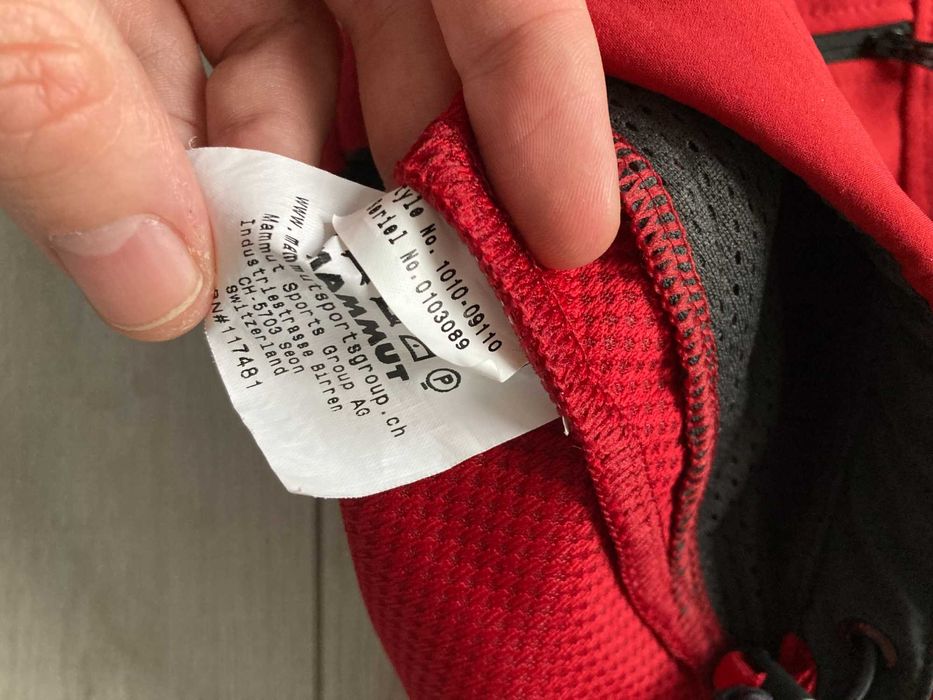 Style No. 1010-09110
Seriel No.0103089
MAMMUT
P
www.mammutsportsgroup.ch
Mammut Sports Group AG
Industriestrasse Birren
CH-5703 Seon
Switzerland
RN#117481